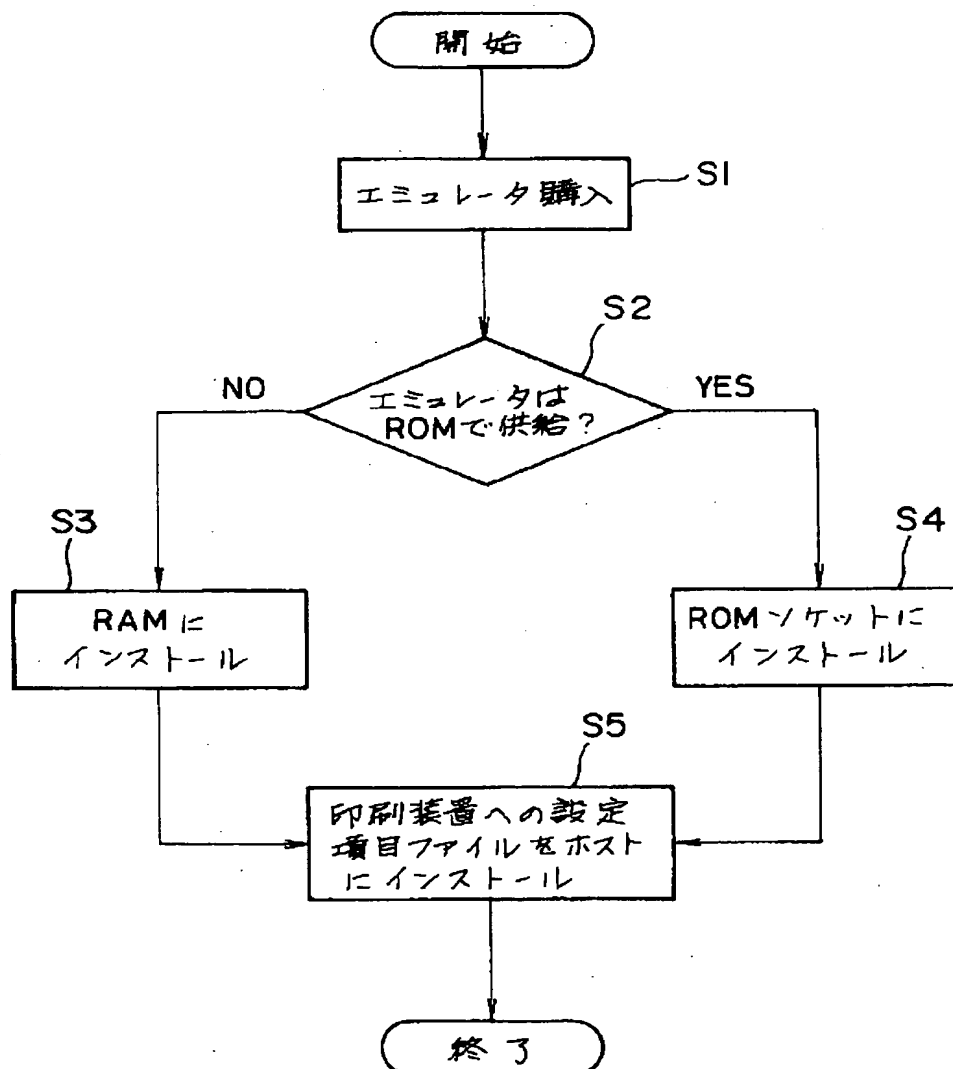 開始
エミュレータ購入
S1
S2
エミュレータは
ROMで供給?
NO
YES
S3
RAMに
インストール
S4
ROMソケットに
インストール
S5
印刷装置への設定
項目ファイルをホスト
にインストール
終了